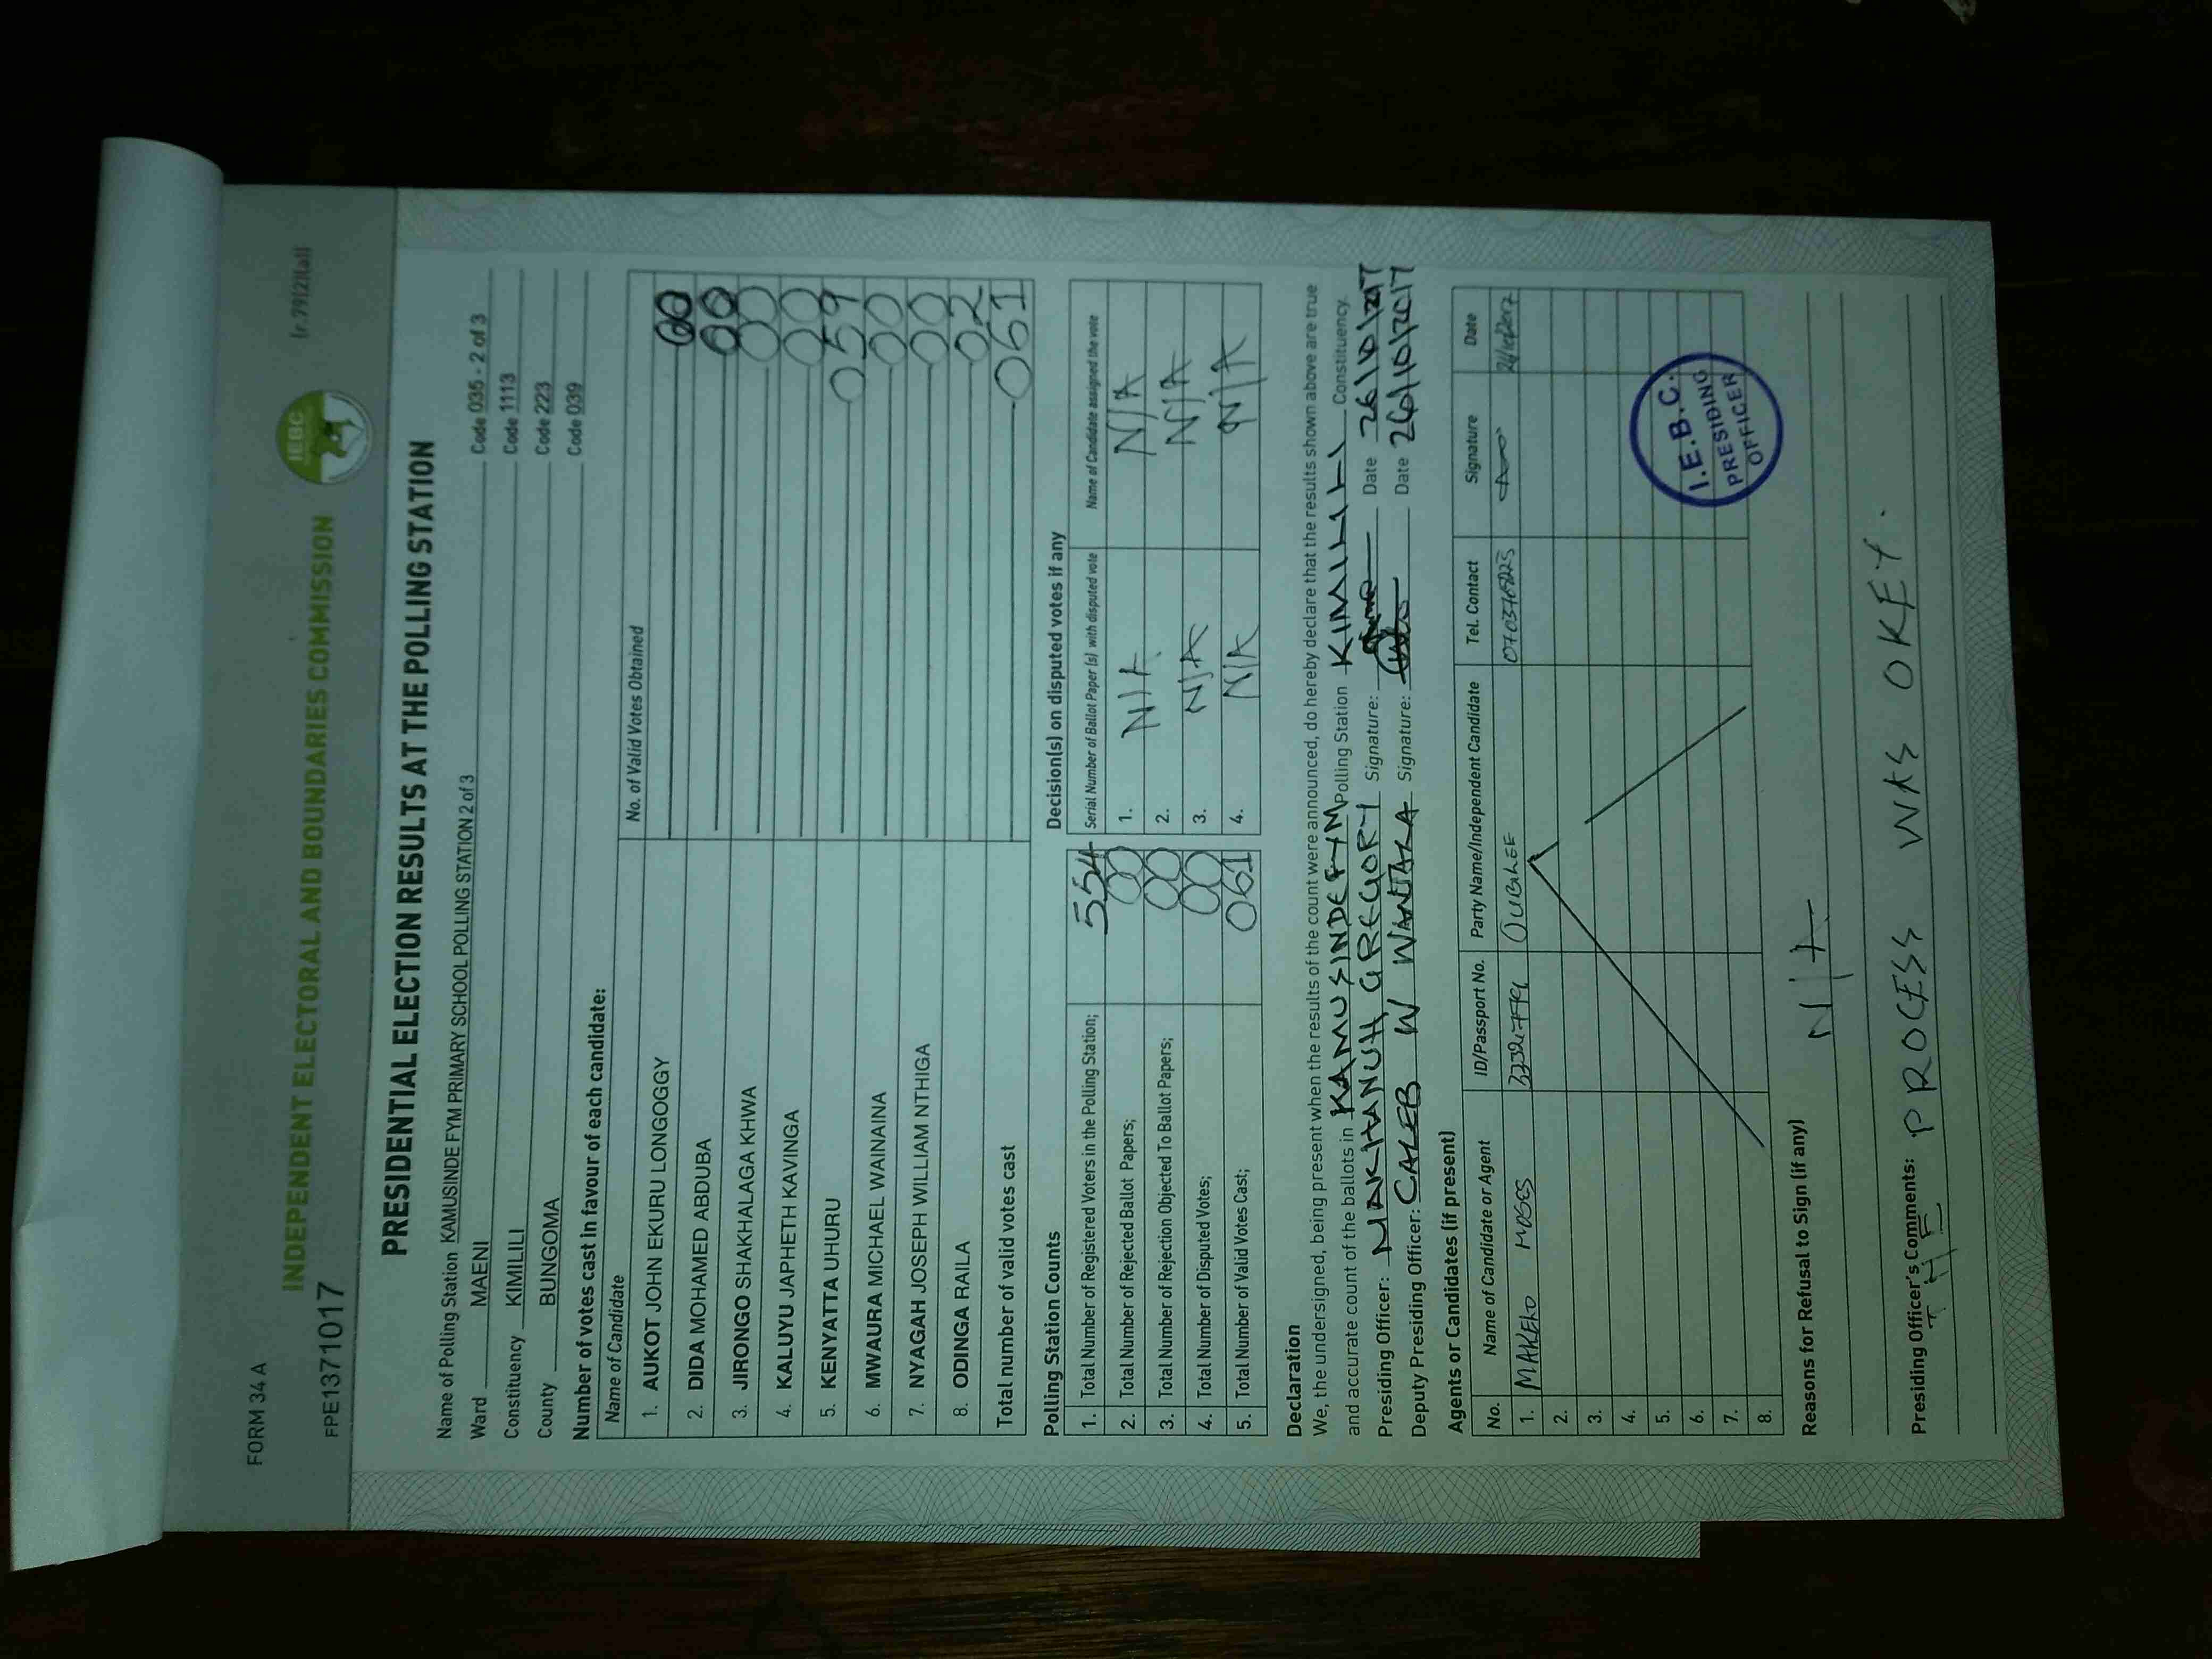 FORM 34 A
(r.79(2)(a))
FPE1371017
IEBC
INDEPENDENT ELECTORAL AND BOUNDARIES COMMISSION
PRESIDENTIAL ELECTION RESULTS AT THE POLLING STATION
Name of Polling Station KAMUSINDE FYM PRIMARY SCHOOL POLLING STATION 2 of 3 Code 035 - 2 of 3
Ward MAENI Code 1113
Constituency KIMILILI Code 223
County BUNGOMA Code 039
Number of votes cast in favour of each candidate:
Name of Candidate No. of Valid Votes Obtained
1. AUKOT JOHN EKURU LONGOGGY 00
2. DIDA MOHAMED ABDUBA 00
3. JIRONGO SHAKHALAGA KHWA 00
4. KALUYU JAPHETH KAVINGA 00
5. KENYATTA UHURU 059
6. MWAURA MICHAEL WAINAINA 00
7. NYAGAH JOSEPH WILLIAM NTHIGA 00
8. ODINGA RAILA 02
Total number of valid votes cast 061
Polling Station Counts
1. Total Number of Registered Voters in the Polling Station; 554
2. Total Number of Rejected Ballot Papers; 00
3. Total Number of Rejection Objected To Ballot Papers; 00
4. Total Number of Disputed Votes; 00
5. Total Number of Valid Votes Cast; 061
Decision(s) on disputed votes if any
Serial Number of Ballot Paper (s) with disputed vote Name of Candidate assigned the vote
1. N/A N/A
2. N/A
3. N/A
4. N/A N/A
Declaration
We, the undersigned, being present when the results of the count were announced, do hereby declare that the results shown above are true
and accurate count of the ballots in KAMUSINDE FYM Polling Station KIMILILI Constituency.
Presiding Officer: GREGORY Signature: Date 26/10/2017
Deputy Presiding Officer: CALEB W Signature: Date 26/10/2017
Agents or Candidates (if present)
No. Name of Candidate or Agent ID/Passport No. Party Name/Independent Candidate Tel. Contact Signature Date
1. MOSES
2.
3.
4.
5.
6.
7.
8.
I.E.B.C.
PRESIDING
OFFICER
Reasons for Refusal to Sign (if any)
N/A
Presiding Officer's Comments: PROCESS WAS OKEY.
THE